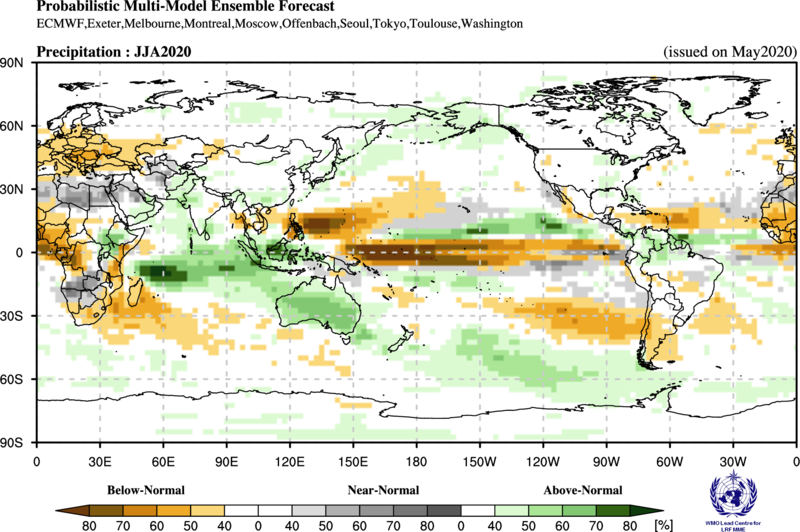 Probabilistic Multi-Model Ensemble Forecast
ECMWF,Exeter,Melbourne,Montreal,Moscow,Offenbach,Seoul,Tokyo,Toulouse,Washington
Precipitation : JJA2020 (issued on May2020)
90N
60N
30N
0
30S
60S
90S
0 30E 60E 90E 120E 150E 180 150W 120W 90W 60W 30W 0
Below-Normal Near-Normal Above-Normal
80 70 60 50 40 0 40 50 60 70 80 0 40 50 60 70 80 [%]
WMO Lead Centre for
LRF MME